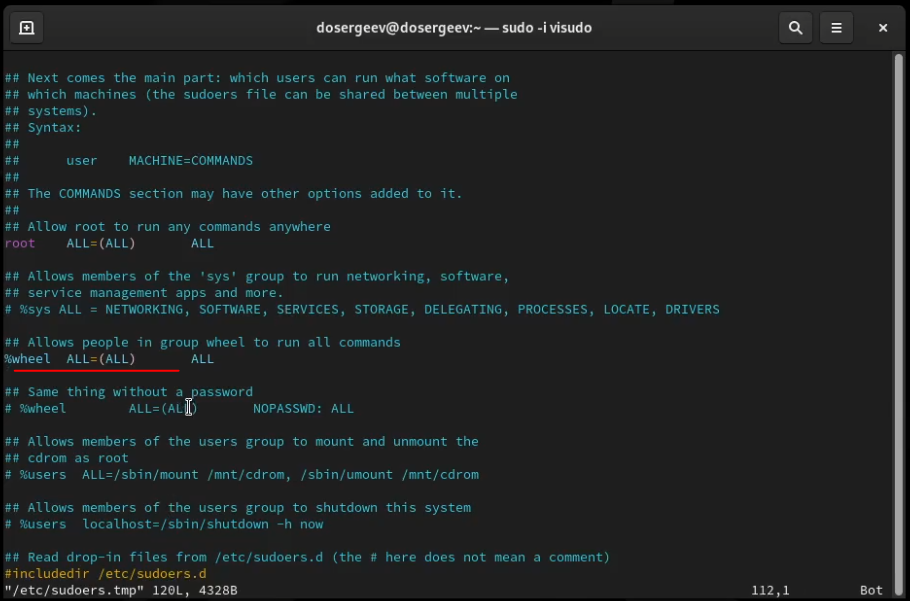 dosergeev@dosergeev:~ — sudo -i visudo
## Next comes the main part: which users can run what software on
## which machines (the sudoers file can be shared between multiple
## systems).
## Syntax:
##
##      user    MACHINE=COMMANDS
##
## The COMMANDS section may have other options added to it.
##
## Allow root to run any commands anywhere
root    ALL=(ALL)       ALL
## Allows members of the 'sys' group to run networking, software,
## service management apps and more.
# %sys ALL = NETWORKING, SOFTWARE, SERVICES, STORAGE, DELEGATING, PROCESSES, LOCATE, DRIVERS
## Allows people in group wheel to run all commands
%wheel  ALL=(ALL)       ALL
## Same thing without a password
# %wheel        ALL=(ALL)       NOPASSWD: ALL
## Allows members of the users group to mount and unmount the
## cdrom as root
# %users  ALL=/sbin/mount /mnt/cdrom, /sbin/umount /mnt/cdrom
## Allows members of the users group to shutdown this system
# %users  localhost=/sbin/shutdown -h now
## Read drop-in files from /etc/sudoers.d (the # here does not mean a comment)
#includedir /etc/sudoers.d
"/etc/sudoers.tmp" 120L, 4328B 112,1 Bot